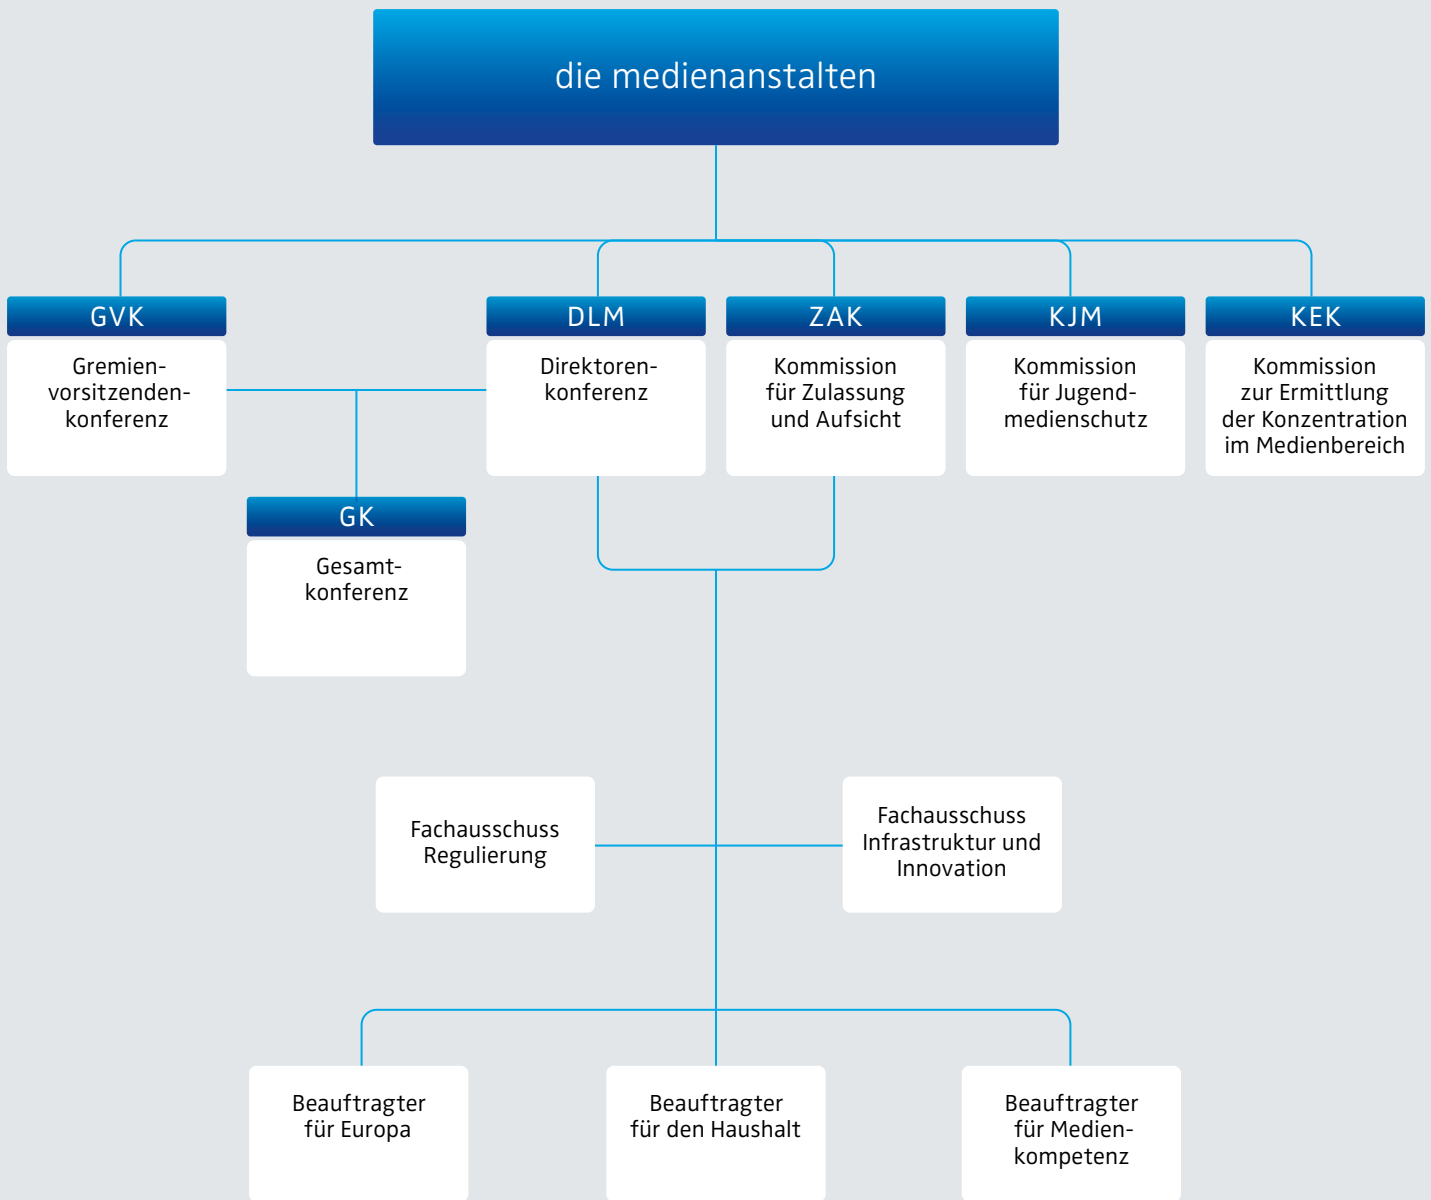 die medienanstalten
GVK
Gremien-
vorsitzenden-
konferenz
DLM
Direktoren-
konferenz
ZAK
Kommission
für Zulassung
und Aufsicht
KJM
Kommission
für Jugend-
medienschutz
KEK
Kommission
zur Ermittlung
der Konzentration
im Medienbereich
GK
Gesamt-
konferenz
Fachausschuss
Regulierung
Fachausschuss
Infrastruktur und
Innovation
Beauftragter
für Europa
Beauftragter
für den Haushalt
Beauftragter
für Medien-
kompetenz